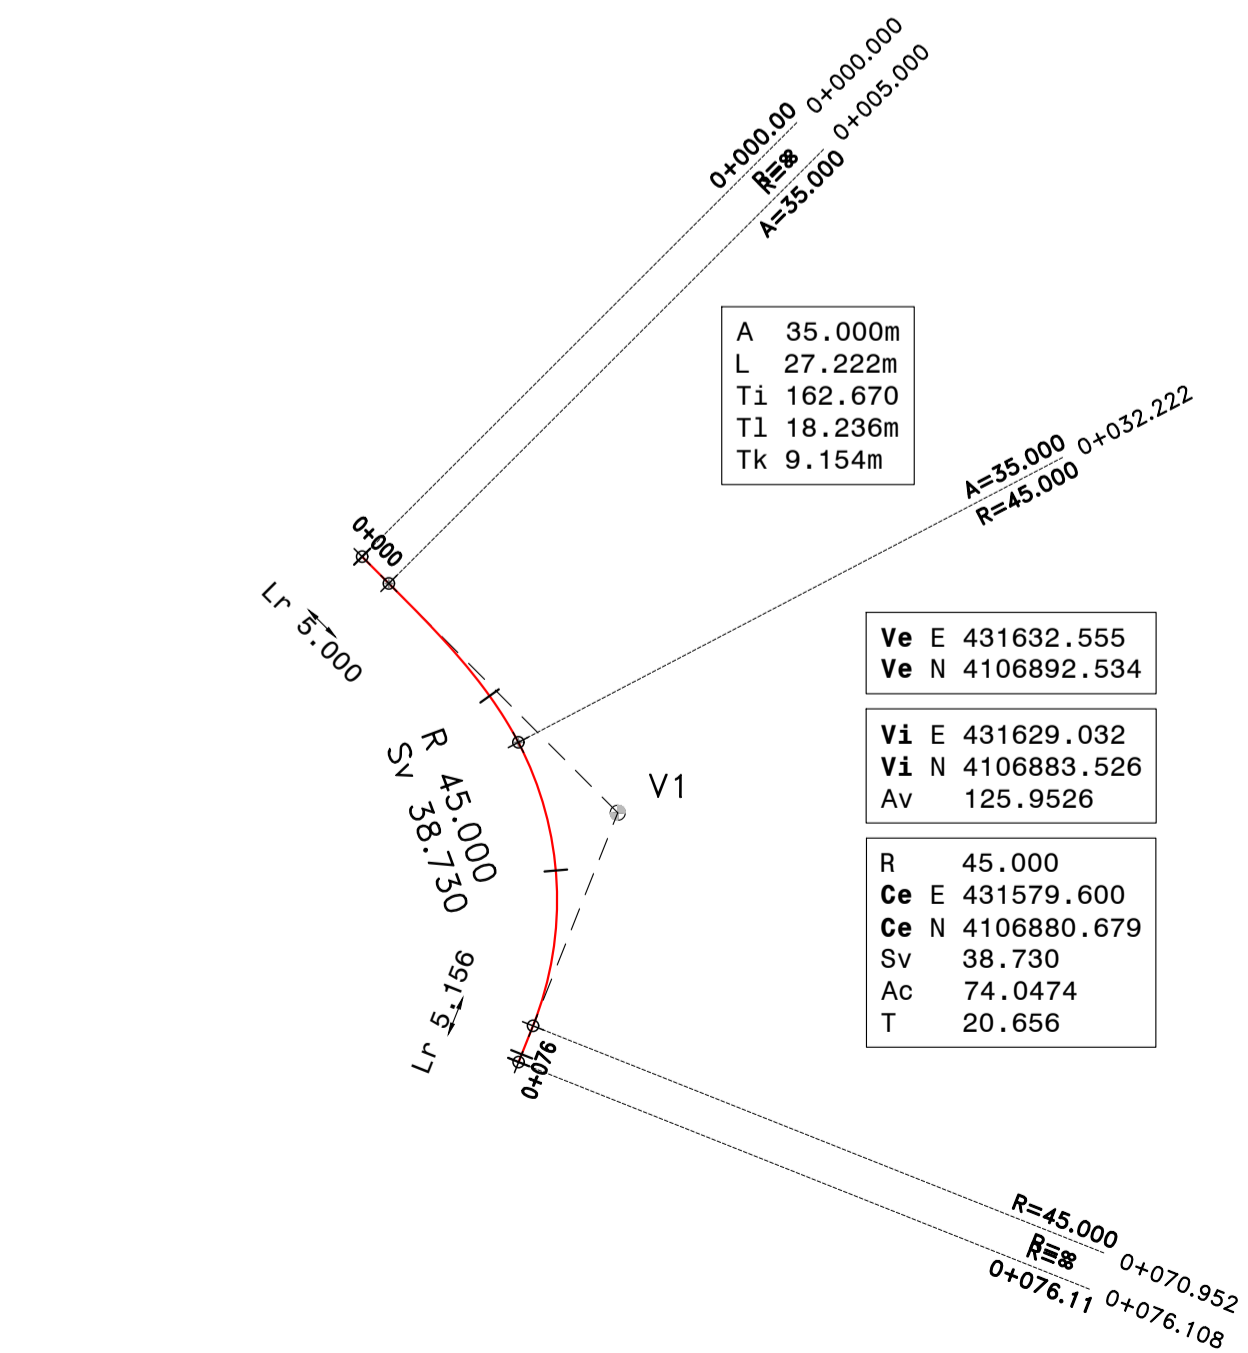 0+000.000
0+005.000
0+000.00
R=∞
R=∞
A=35.000
A 35.000m
L 27.222m
Ti 162.670
Tl 18.236m
Tk 9.154m
0+032.222
A=35.000
R=45.000
0+000
Lr 5.000
Ve E 431632.555
Ve N 4106892.534
Vi E 431629.032
Vi N 4106883.526
Av 125.9526
V1
R 45.000
Sv 38.730
R 45.000
Ce E 431579.600
Ce N 4106880.679
Sv 38.730
Ac 74.0474
T 20.656
Lr 5.156
0+076
R=45.000
R=∞
R=∞
0+070.952
0+076.11
0+076.108